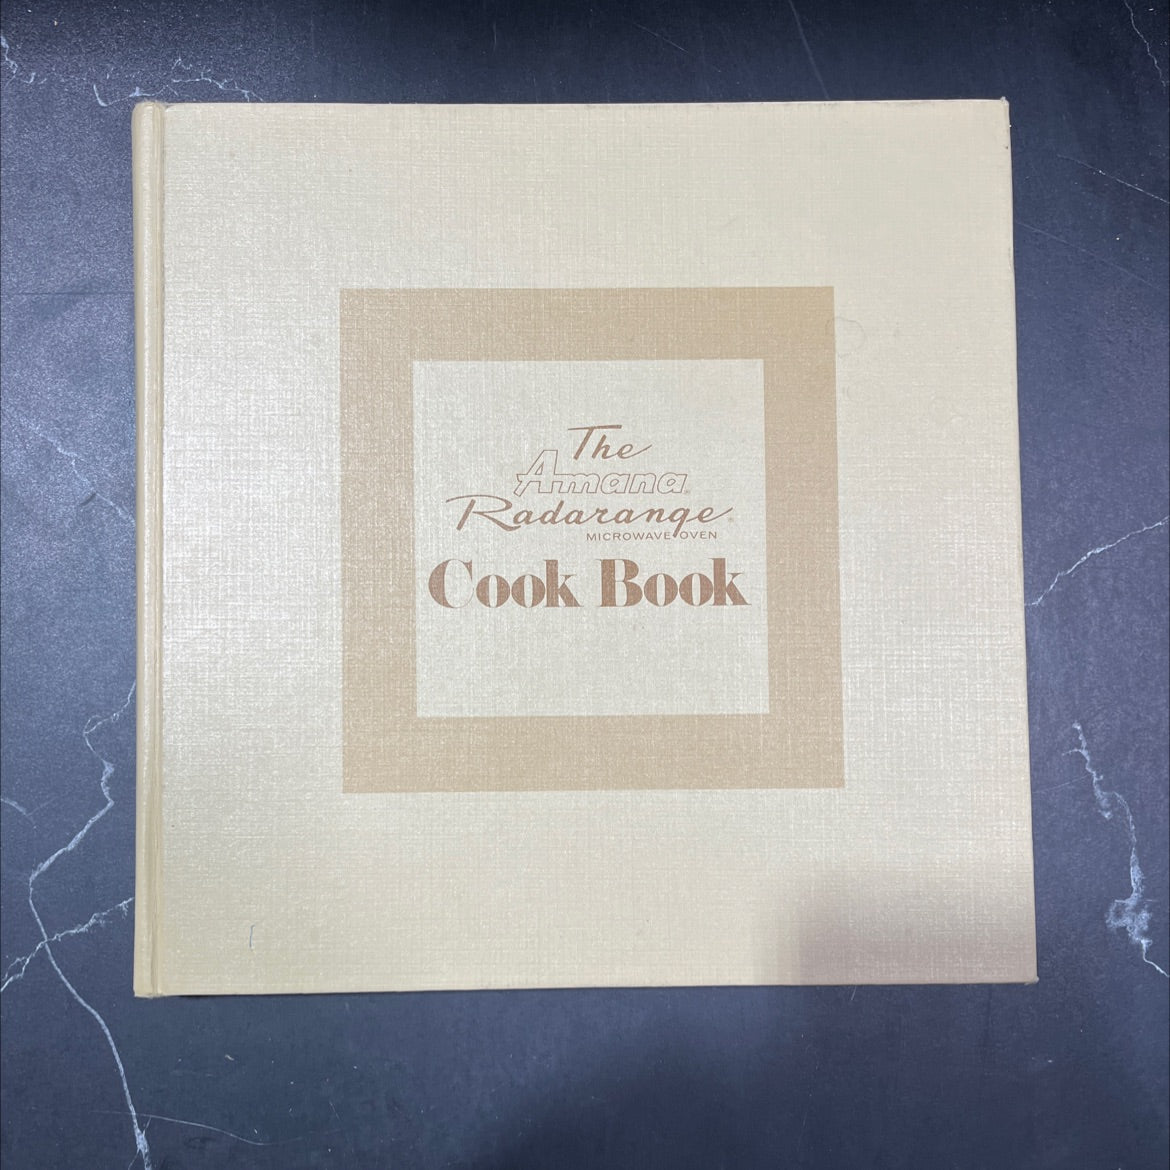 The
Amana®
Radarange®
MICROWAVE OVEN
Cook Book